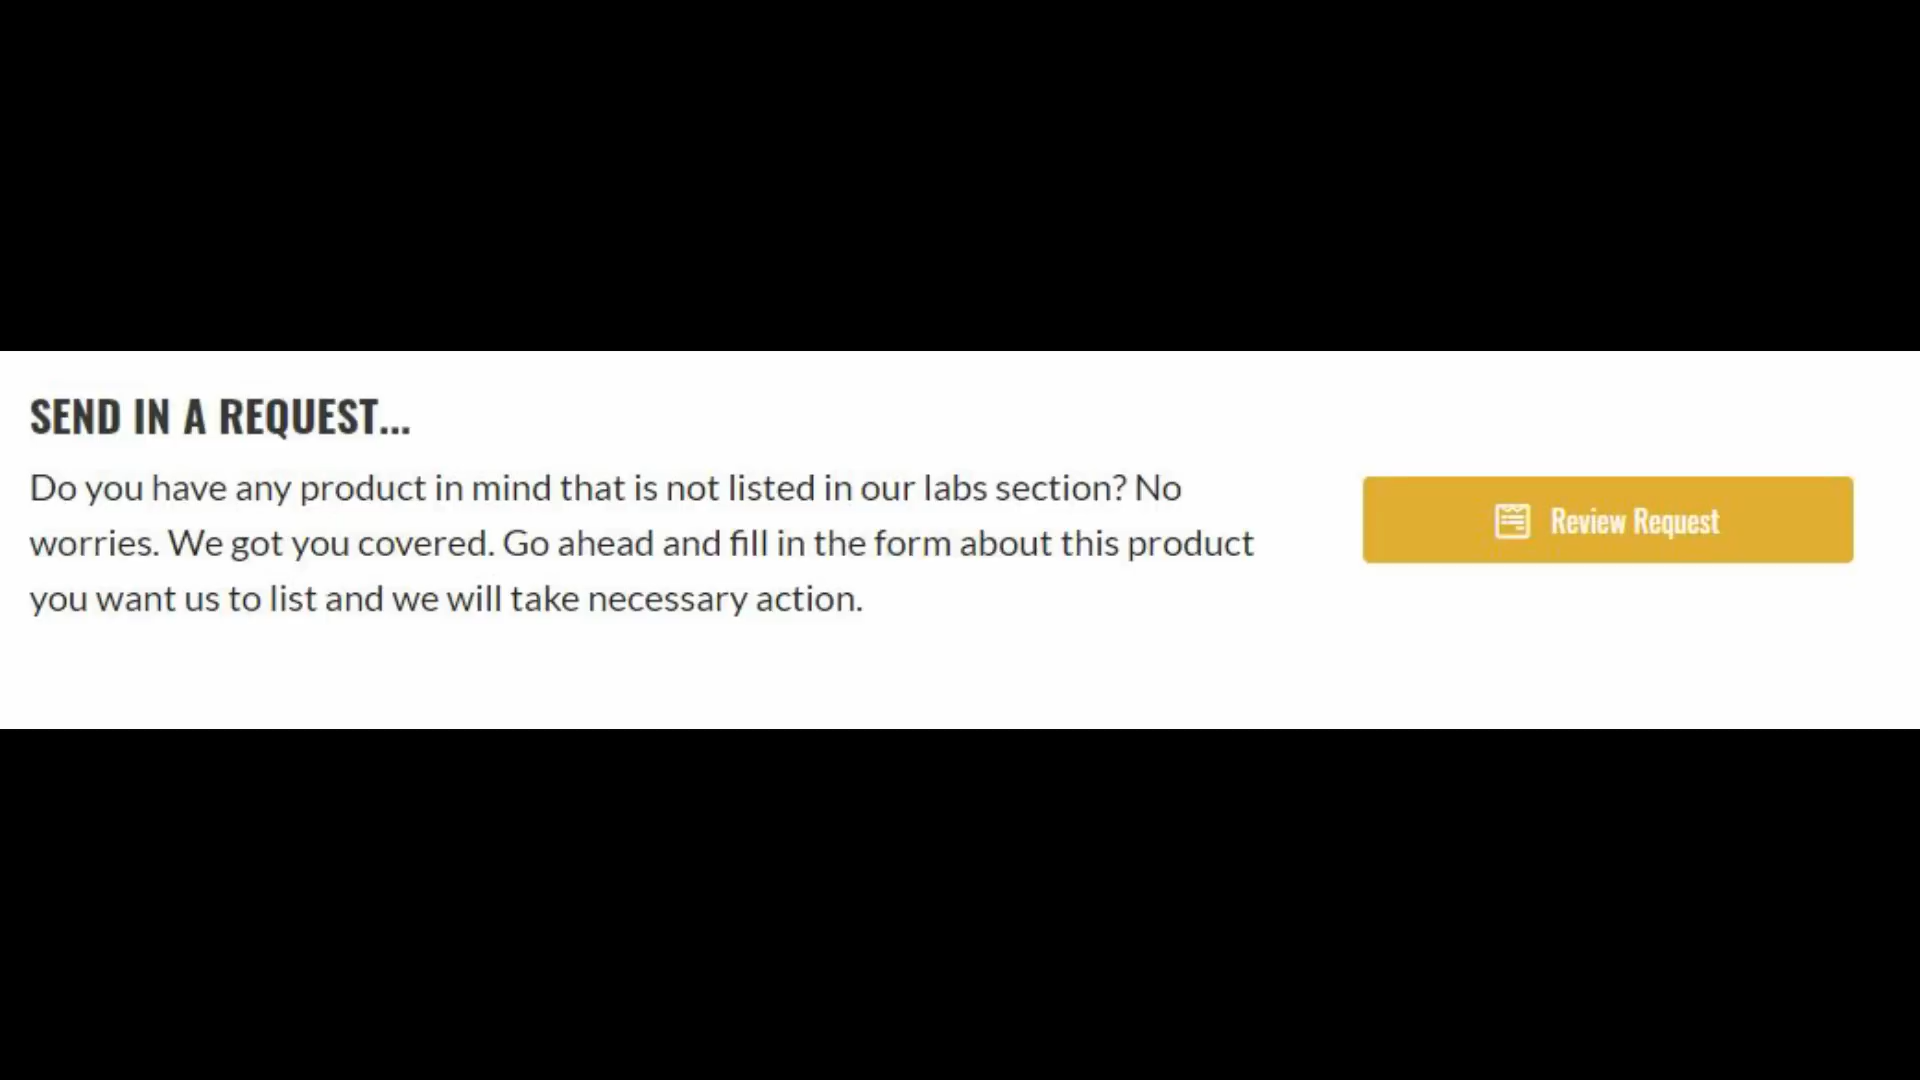 SEND IN A REQUEST...
Do you have any product in mind that is not listed in our labs section? No
worries. We got you covered. Go ahead and fill in the form about this product
you want us to list and we will take necessary action.
Review Request